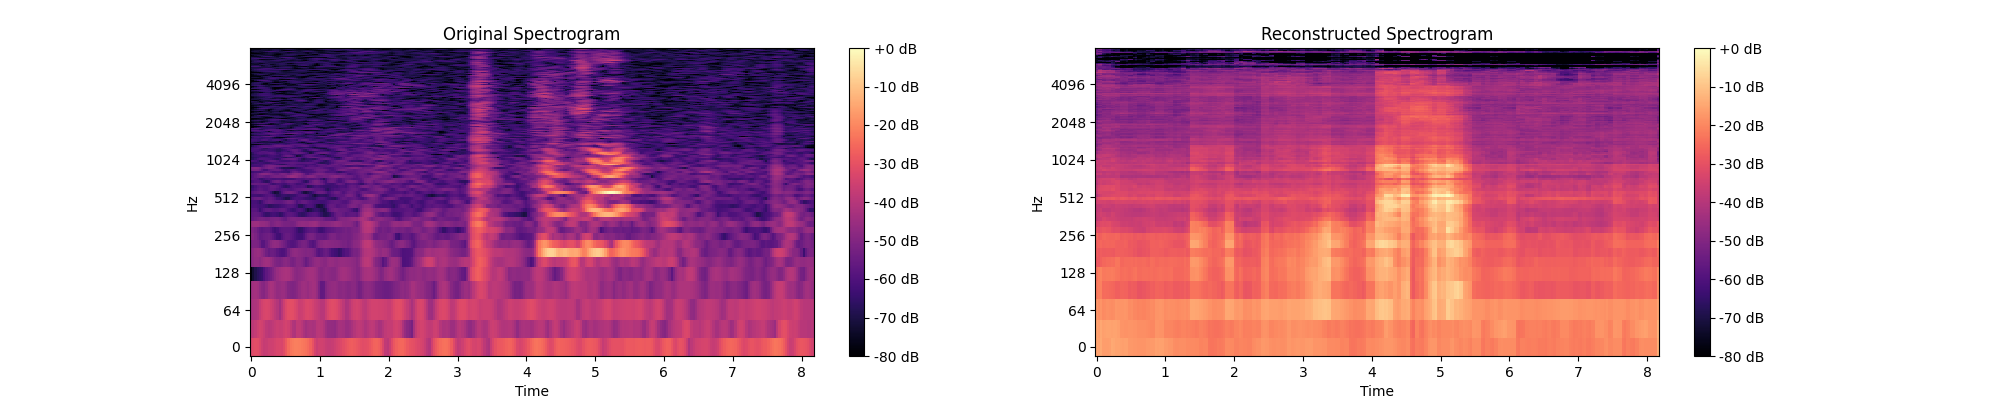 Original Spectrogram
Hz
4096
2048
1024
512
256
128
64
0
0 1 2 3 4 5 6 7 8
Time
+0 dB
-10 dB
-20 dB
-30 dB
-40 dB
-50 dB
-60 dB
-70 dB
-80 dB
Reconstructed Spectrogram
Hz
4096
2048
1024
512
256
128
64
0
0 1 2 3 4 5 6 7 8
Time
+0 dB
-10 dB
-20 dB
-30 dB
-40 dB
-50 dB
-60 dB
-70 dB
-80 dB